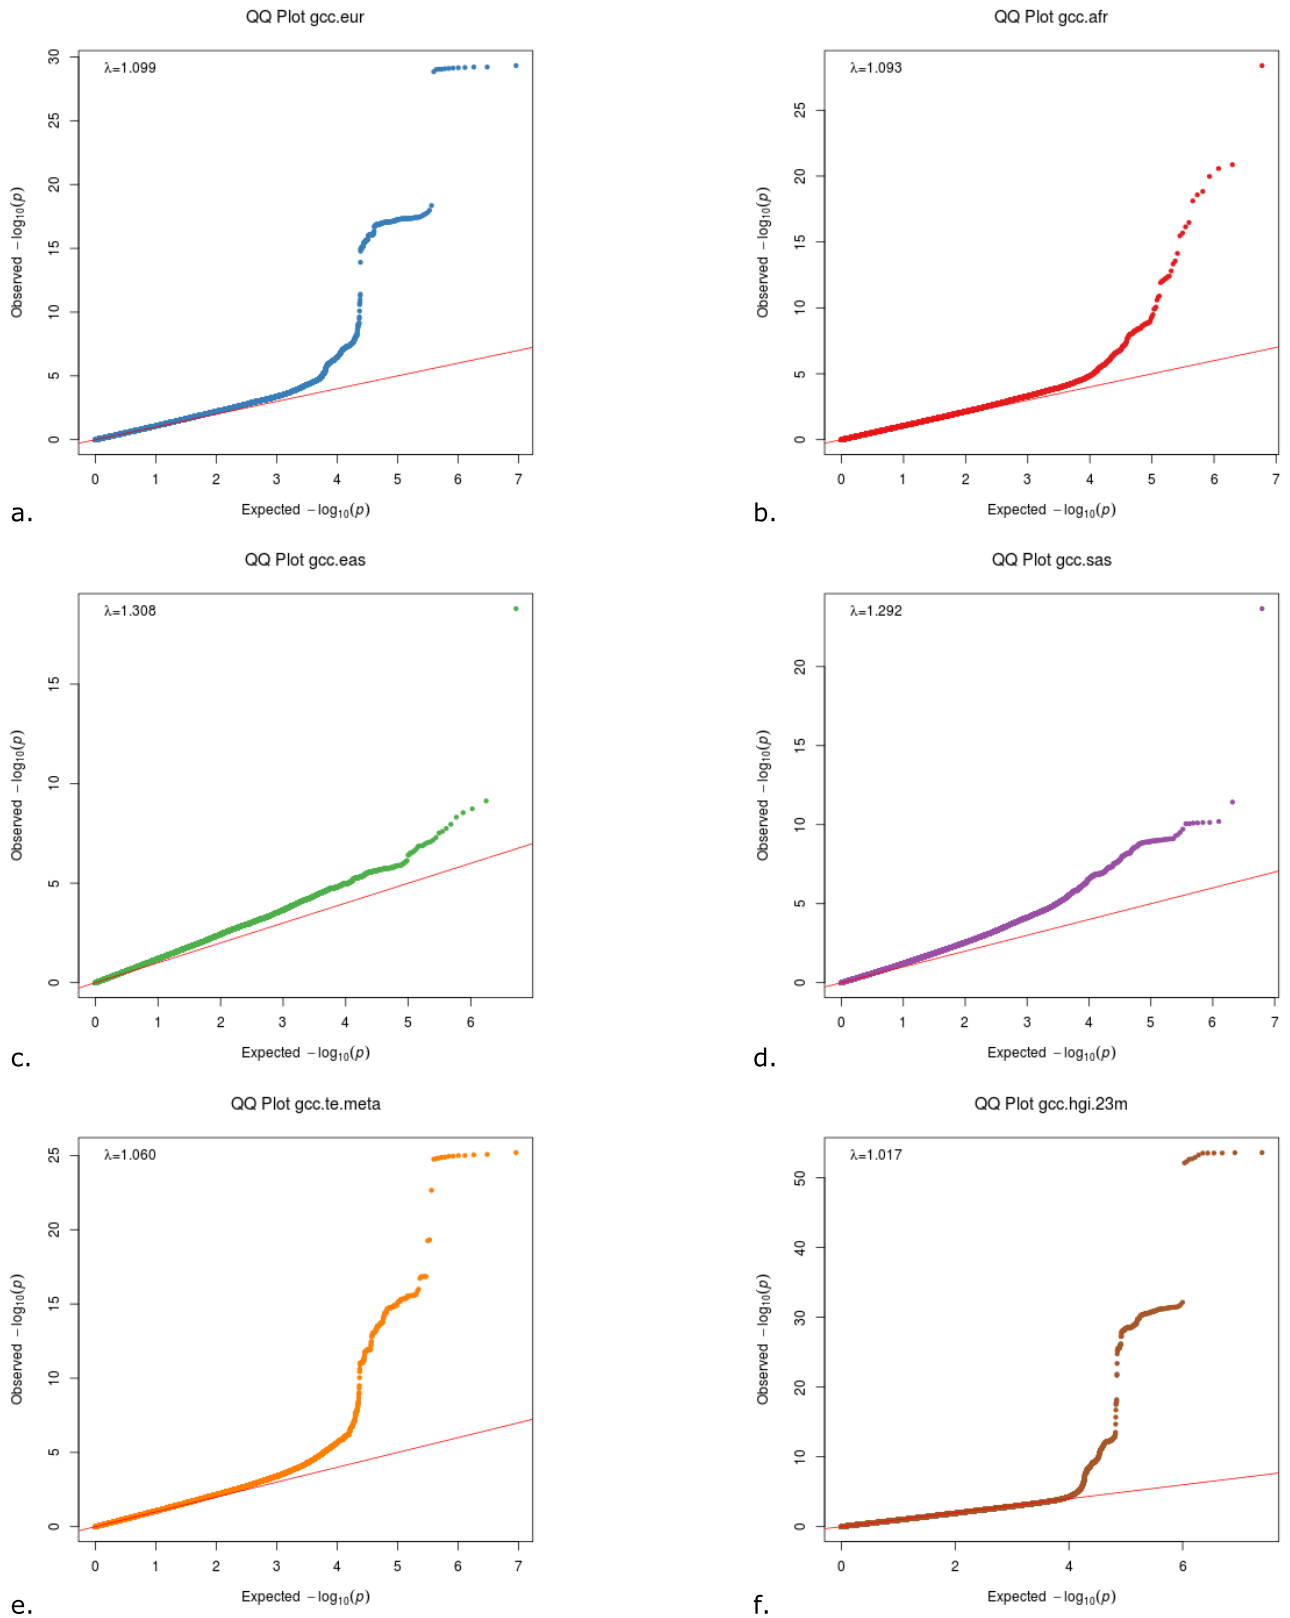 QQ Plot gcc.eur
λ=1.099
30
25
20
15
10
5
0
Observed −log10(p)
0 1 2 3 4 5 6 7
Expected −log10(p)
a.
QQ Plot gcc.afr
λ=1.093
25
20
15
10
5
0
Observed −log10(p)
0 1 2 3 4 5 6 7
Expected −log10(p)
b.
QQ Plot gcc.eas
λ=1.308
15
10
5
0
Observed −log10(p)
0 1 2 3 4 5 6
Expected −log10(p)
c.
QQ Plot gcc.sas
λ=1.292
20
15
10
5
0
Observed −log10(p)
0 1 2 3 4 5 6 7
Expected −log10(p)
d.
QQ Plot gcc.te.meta
λ=1.060
25
20
15
10
5
0
Observed −log10(p)
0 1 2 3 4 5 6 7
Expected −log10(p)
e.
QQ Plot gcc.hgi.23m
λ=1.017
50
40
30
20
10
0
Observed −log10(p)
0 2 4 6
Expected −log10(p)
f.